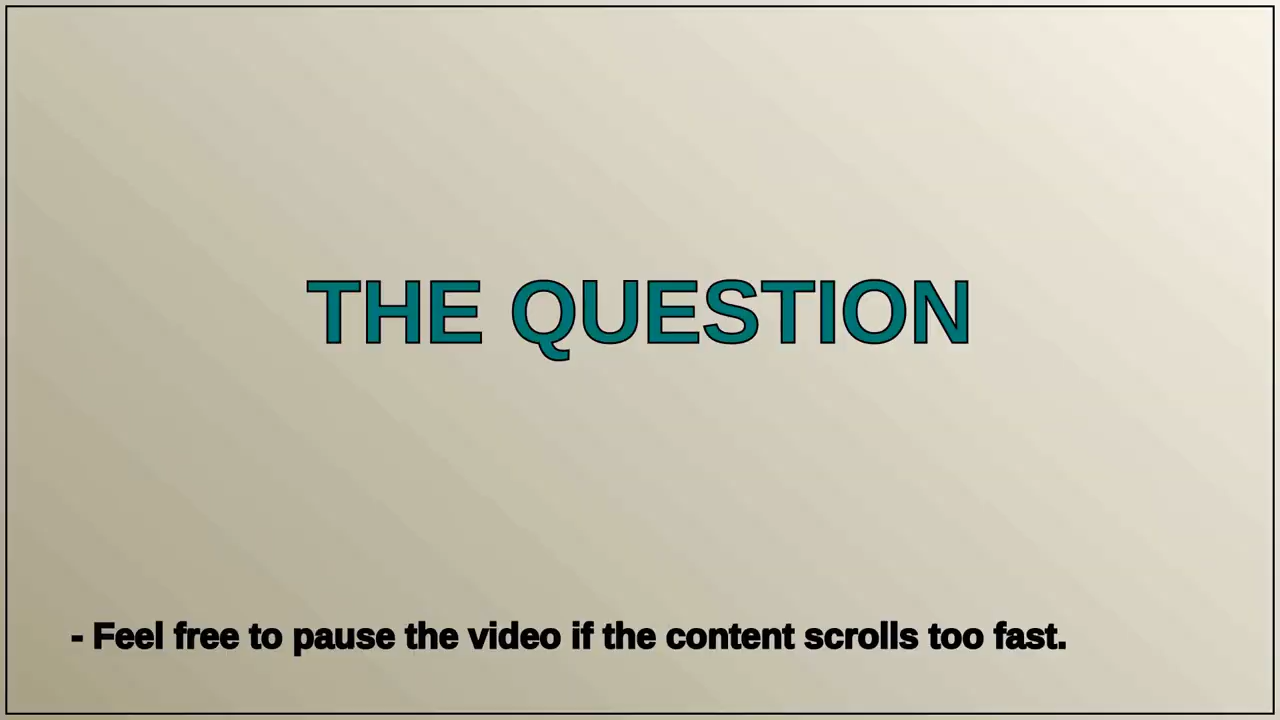 THE QUESTION
- Feel free to pause the video if the content scrolls too fast.